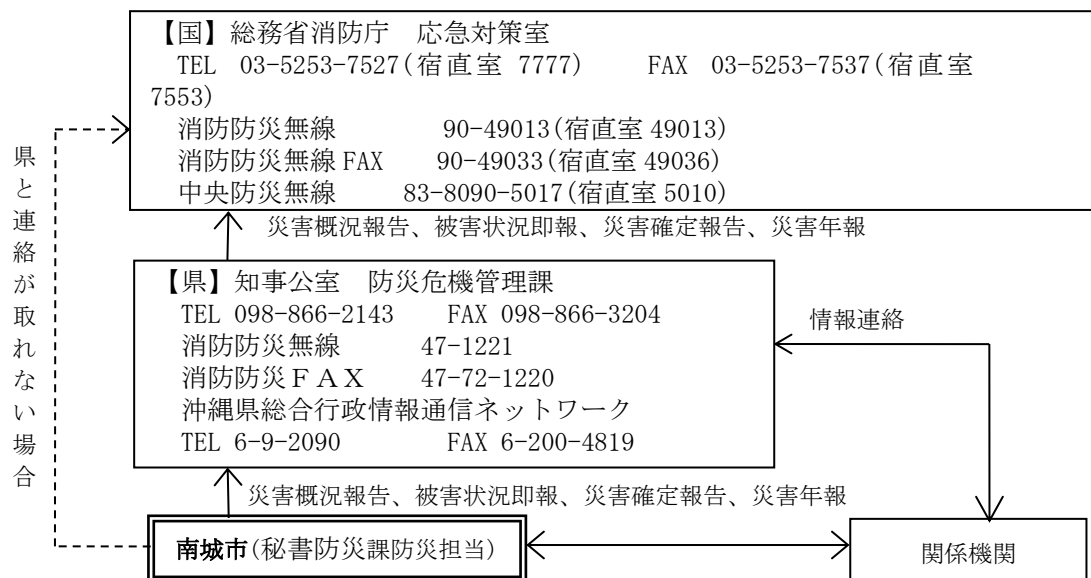 【国】総務省消防庁　応急対策室
TEL 03-5253-7527(宿直室 7777)　FAX 03-5253-7537(宿直室
7553)
消防防災無線　90-49013(宿直室 49013)
消防防災無線 FAX　90-49033(宿直室 49036)
中央防災無線　83-8090-5017(宿直室 5010)
県と連絡が取れない場合
災害概況報告、被害状況即報、災害確定報告、災害年報
【県】知事公室　防災危機管理課
TEL 098-866-2143　FAX 098-866-3204
消防防災無線　47-1221
消防防災ＦＡＸ　47-72-1220
沖縄県総合行政情報通信ネットワーク
TEL 6-9-2090　FAX 6-200-4819
情報連絡
災害概況報告、被害状況即報、災害確定報告、災害年報
南城市(秘書防災課防災担当)
関係機関